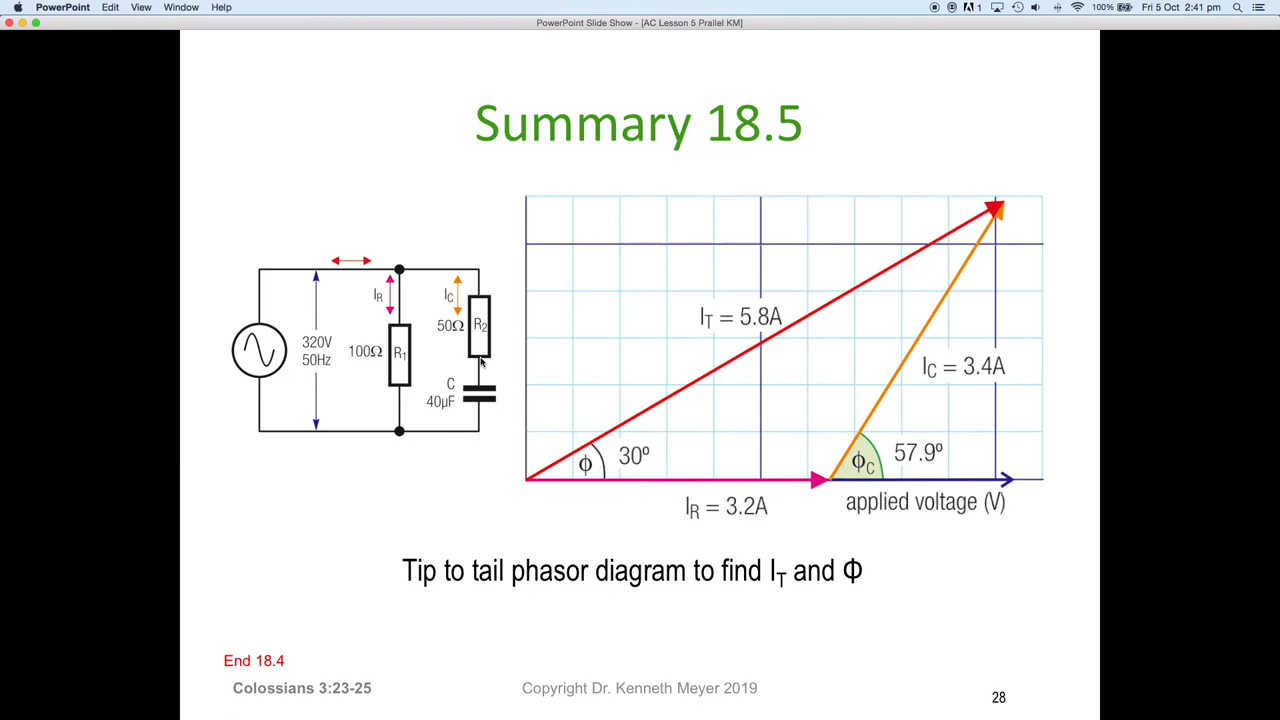 PowerPoint Edit View Window Help
1 100% Fri 5 Oct 2:41 pm
PowerPoint Slide Show - [AC Lesson 5 Prallel KM]
Summary 18.5
320V
50Hz
I_R
100Ω
R₁
I_C
50Ω
R₂
C
40μF
I_T = 5.8A
I_C = 3.4A
ϕ
30º
ϕ_C
57.9º
I_R = 3.2A
applied voltage (V)
Tip to tail phasor diagram to find I_T and Φ
End 18.4
Colossians 3:23-25
Copyright Dr. Kenneth Meyer 2019
28